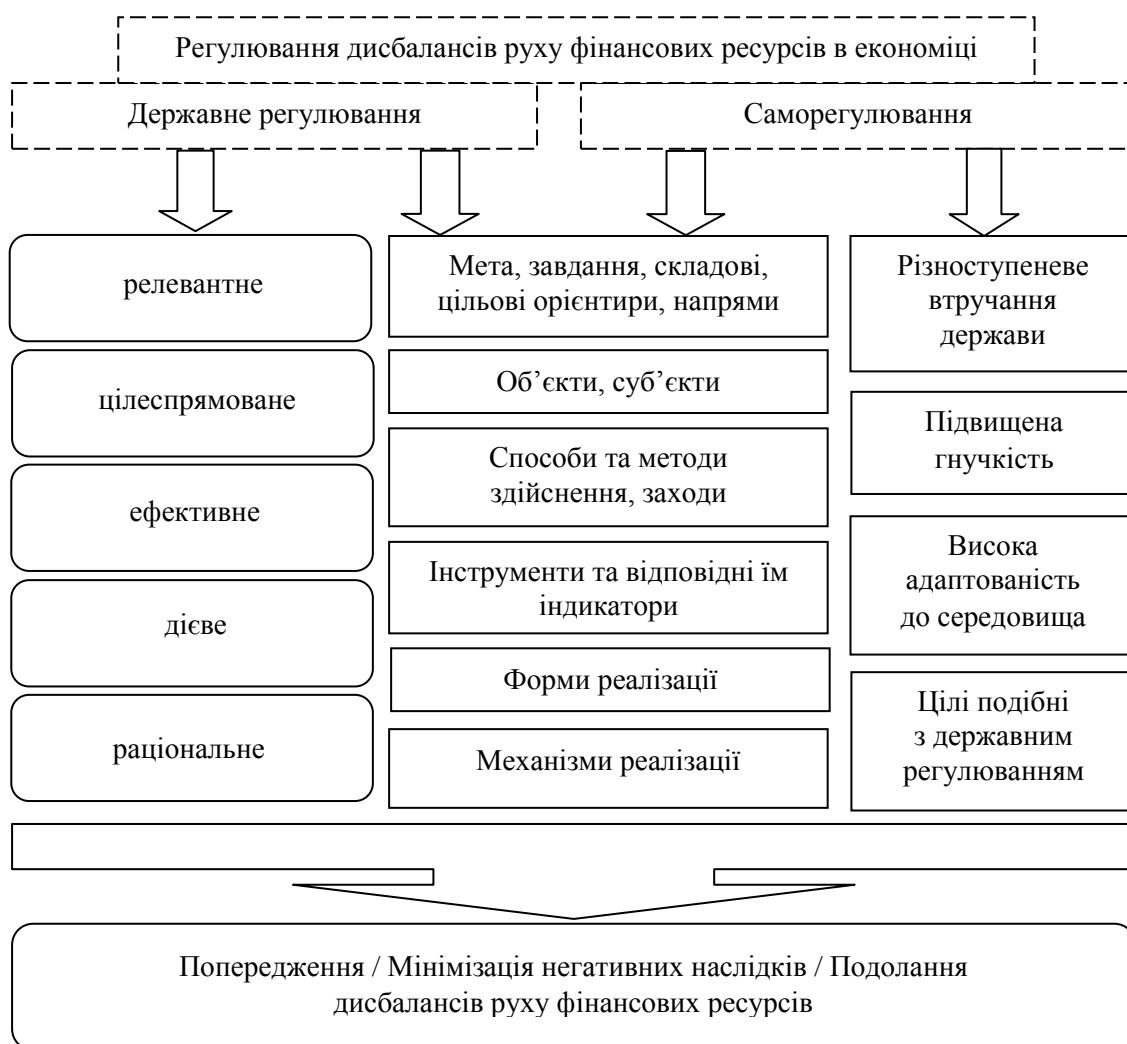 Регулювання дисбалансів руху фінансових ресурсів в економіці
Державне регулювання
Саморегулювання
релевантне
цілеспрямоване
ефективне
дієве
раціональне
Мета, завдання, складові,
цільові орієнтири, напрями
Об’єкти, суб’єкти
Способи та методи
здійснення, заходи
Інструменти та відповідні їм
індикатори
Форми реалізації
Механізми реалізації
Різноступеневе
втручання
держави
Підвищена
гнучкість
Висока
адаптованість
до середовища
Цілі подібні
з державним
регулюванням
Попередження / Мінімізація негативних наслідків / Подолання
дисбалансів руху фінансових ресурсів